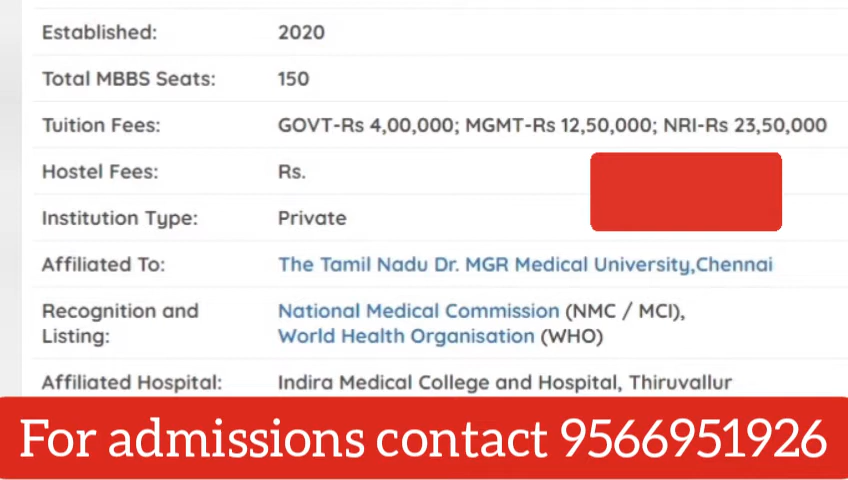 Established: 2020
Total MBBS Seats: 150
Tuition Fees: GOVT-Rs 4,00,000; MGMT-Rs 12,50,000; NRI-Rs 23,50,000
Hostel Fees: Rs.
Institution Type: Private
Affiliated To: The Tamil Nadu Dr. MGR Medical University,Chennai
Recognition and National Medical Commission (NMC / MCI),
Listing: World Health Organisation (WHO)
Affiliated Hospital: Indira Medical College and Hospital, Thiruvallur
For admissions contact 9566951926